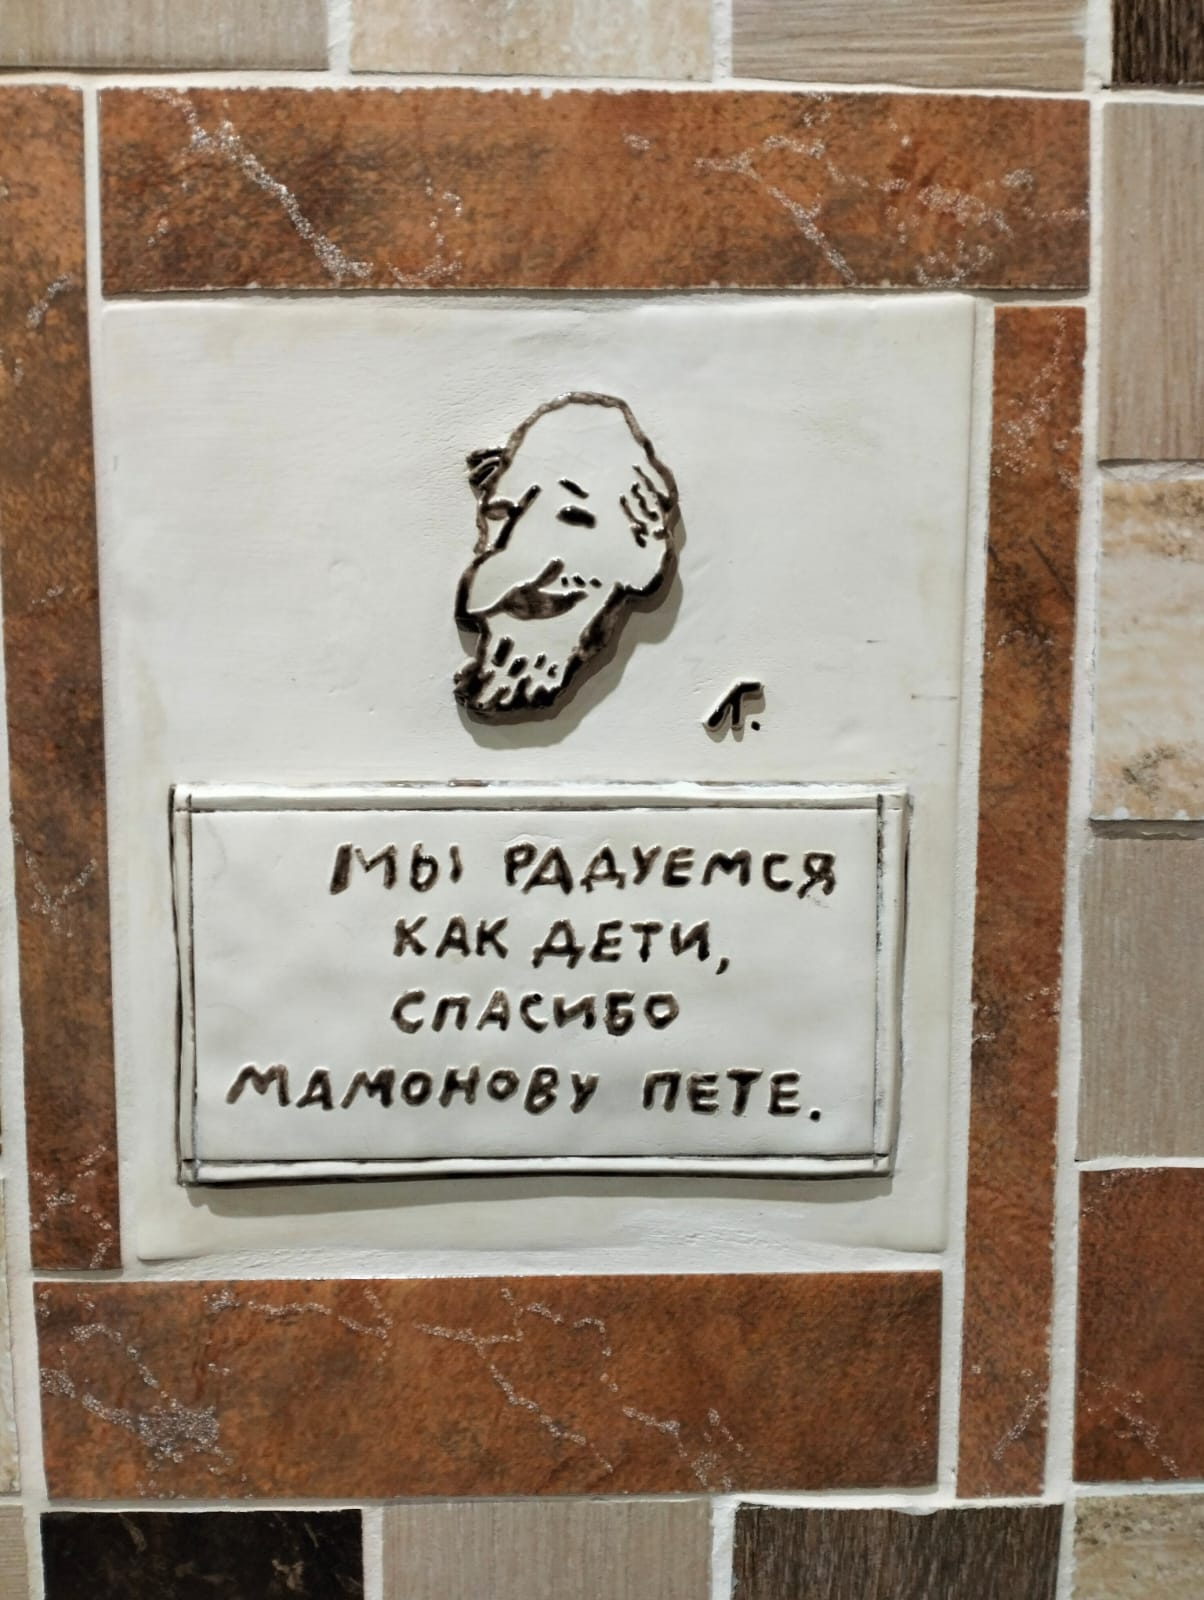 Т.
МЫ РАДУЕМСЯ
КАК ДЕТИ,
СПАСИБО
МАМОНОВУ ПЕТЕ.